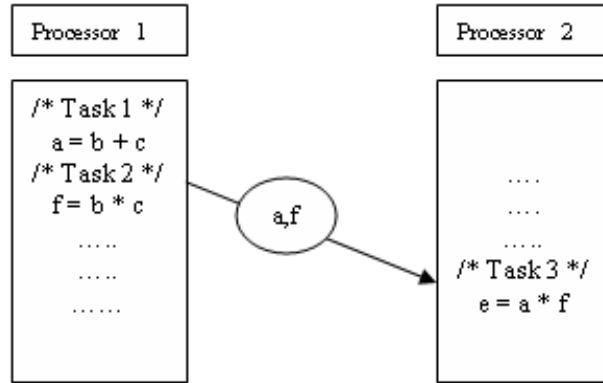 Processor 1
Processor 2
/* Task 1 */
a = b + c
/* Task 2 */
f = b * c
.....
.....
......
a,f
....
....
.....
/* Task 3 */
e = a * f